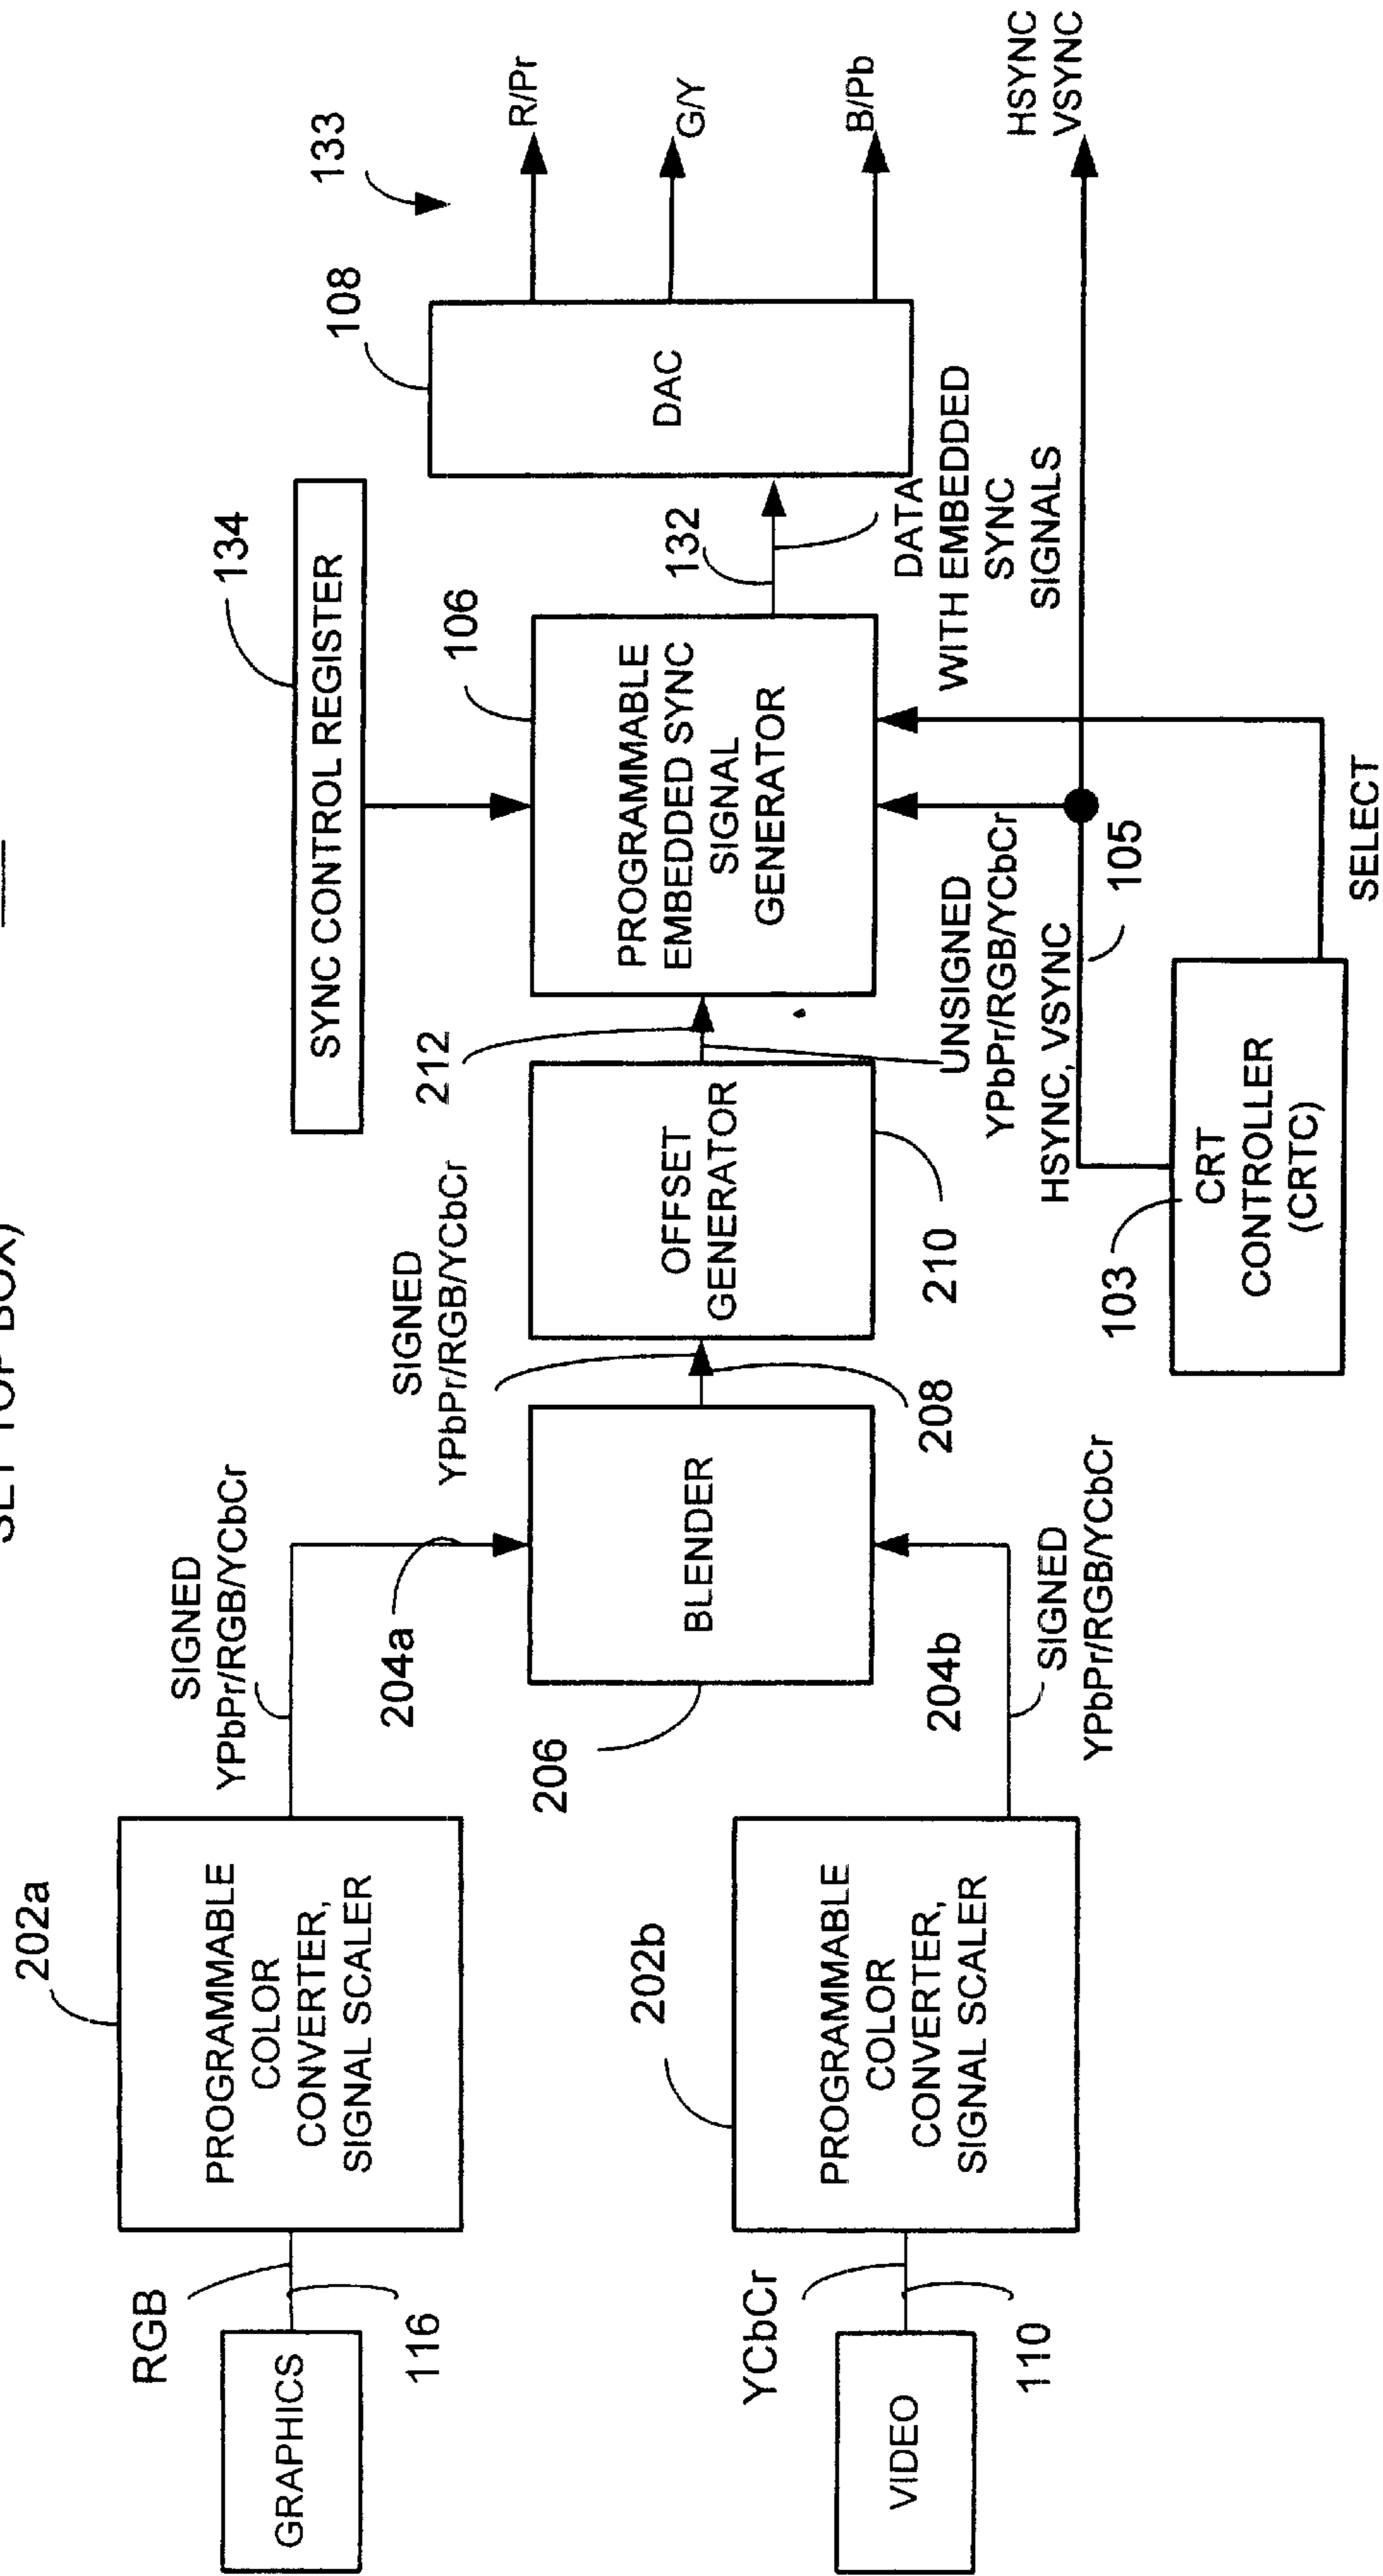 SET TOP BOX)
202a
PROGRAMMABLE
COLOR
CONVERTER,
SIGNAL SCALER
RGB
116
GRAPHICS
SIGNED
YPbPr/RGB/YCbCr
204a
202b
PROGRAMMABLE
COLOR
CONVERTER,
SIGNAL SCALER
YCbCr
110
VIDEO
204b
SIGNED
YPbPr/RGB/YCbCr
BLENDER
206
208
SIGNED
YPbPr/RGB/YCbCr
OFFSET
GENERATOR
210
212
UNSIGNED
YPbPr/RGB/YCbCr
SYNC CONTROL REGISTER
134
PROGRAMMABLE
EMBEDDED SYNC
SIGNAL
GENERATOR
106
HSYNC, VSYNC
105
103
CRT
CONTROLLER
(CRTC)
SELECT
132
DATA
WITH EMBEDDED
SYNC
SIGNALS
DAC
108
133
R/Pr
G/Y
B/Pb
HSYNC
VSYNC